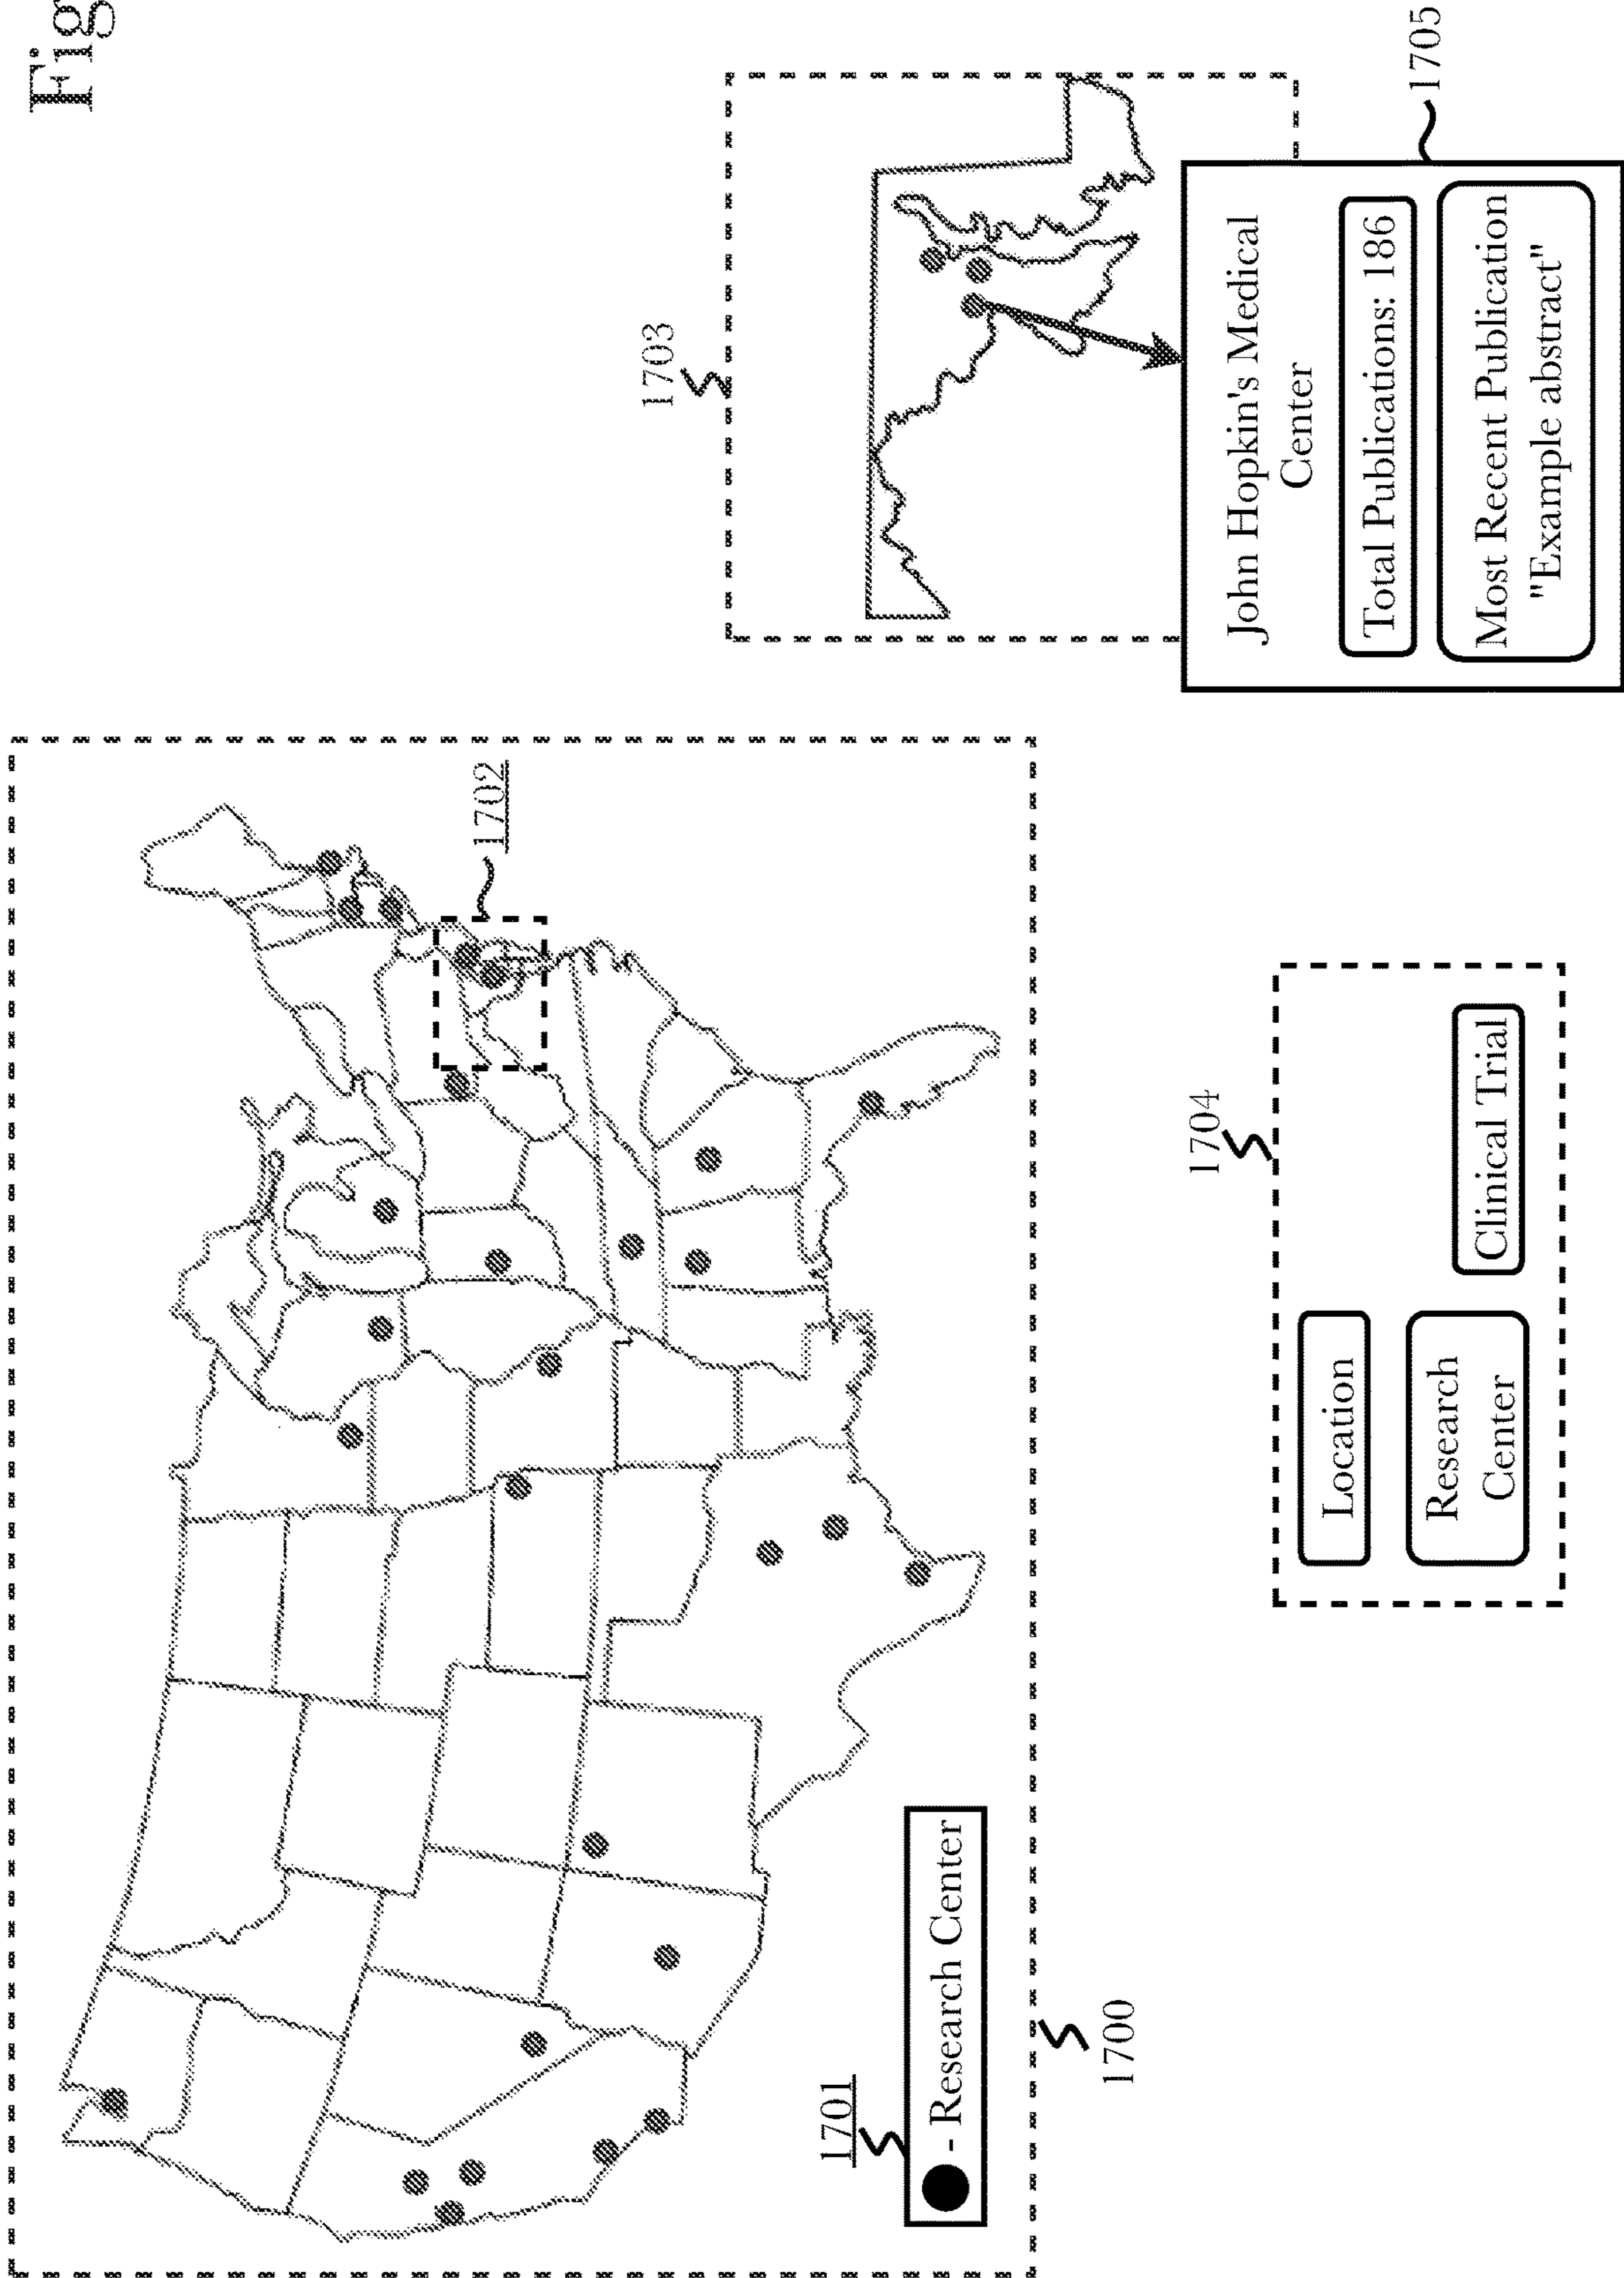 Fig
1702
1701
- Research Center
1700
1703
John Hopkin's Medical
Center
Total Publications: 186
Most Recent Publication
"Example abstract"
1705
1704
Location
Research
Center
Clinical Trial